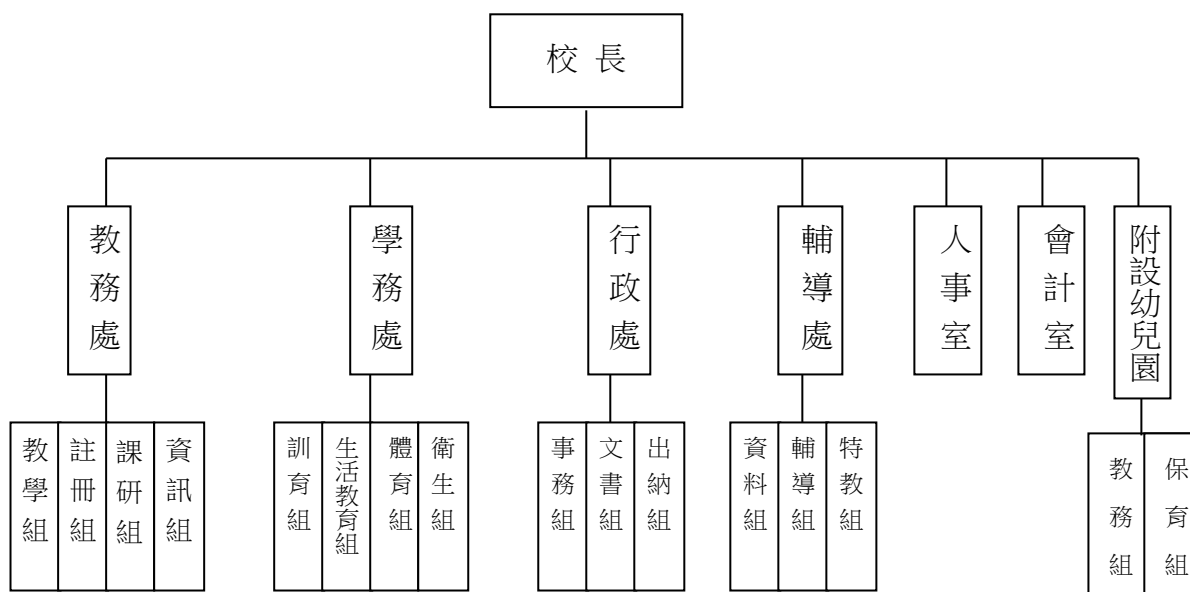 校長
教務處
學務處
行政處
輔導處
人事室
會計室
附設幼兒園
教學組
註冊組
課研組
資訊組
訓育組
生活教育組
體育組
衛生組
事務組
文書組
出納組
資料組
輔導組
特教組
教務組
保育組